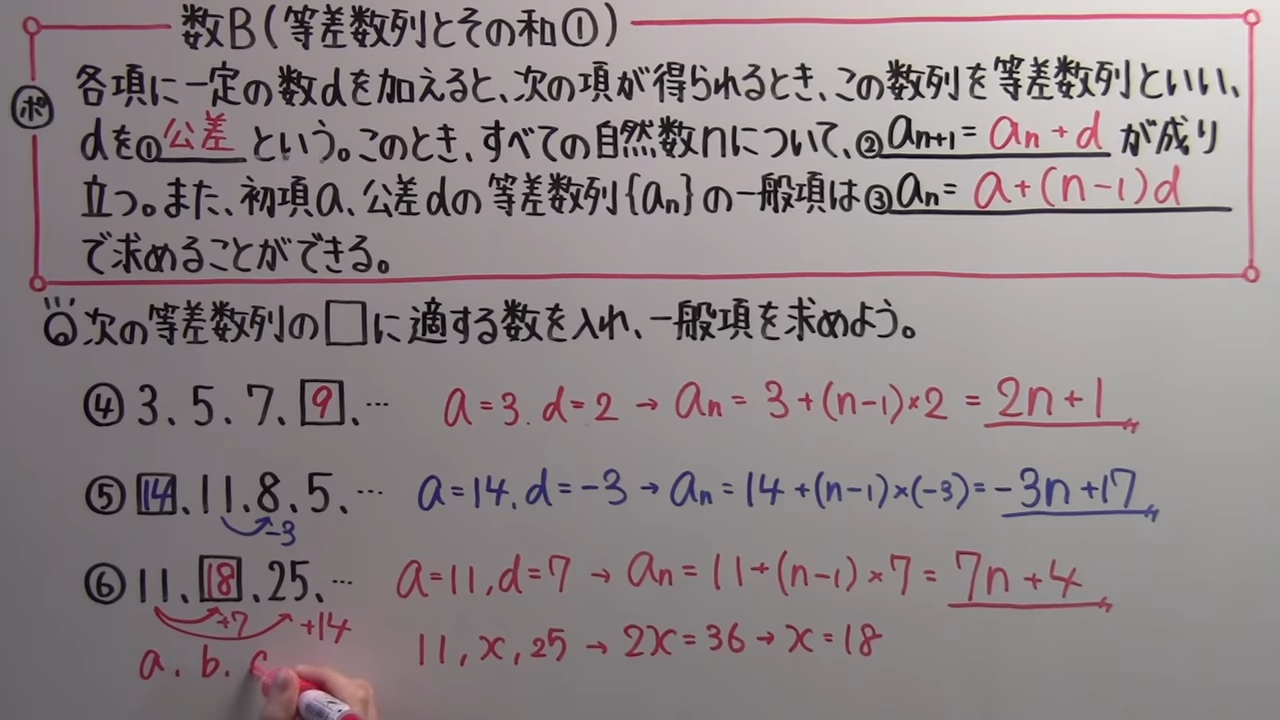 数B(等差数列とその和①)
ポ 各項に一定の数dを加えると、次の項が得られるとき、この数列を等差数列といい、
dを①公差という。このとき、すべての自然数nについて、②aₙ₊₁=aₙ+dが成り
立つ。また、初項a、公差dの等差数列{aₙ}の一般項は③aₙ=a+(n-1)d
で求めることができる。
次の等差数列の□に適する数を入れ、一般項を求めよう。
④ 3、5、7、9、… a=3、d=2→aₙ=3+(n-1)×2=2n+1
⑤ 14、11、8、5、… a=14、d=-3→aₙ=14+(n-1)×(-3)=-3n+17
-3
⑥ 11、18、25、… a=11,d=7→aₙ=11+(n-1)×7=7n+4
+7 +14
11,x,25→2x=36→x=18
a、b、